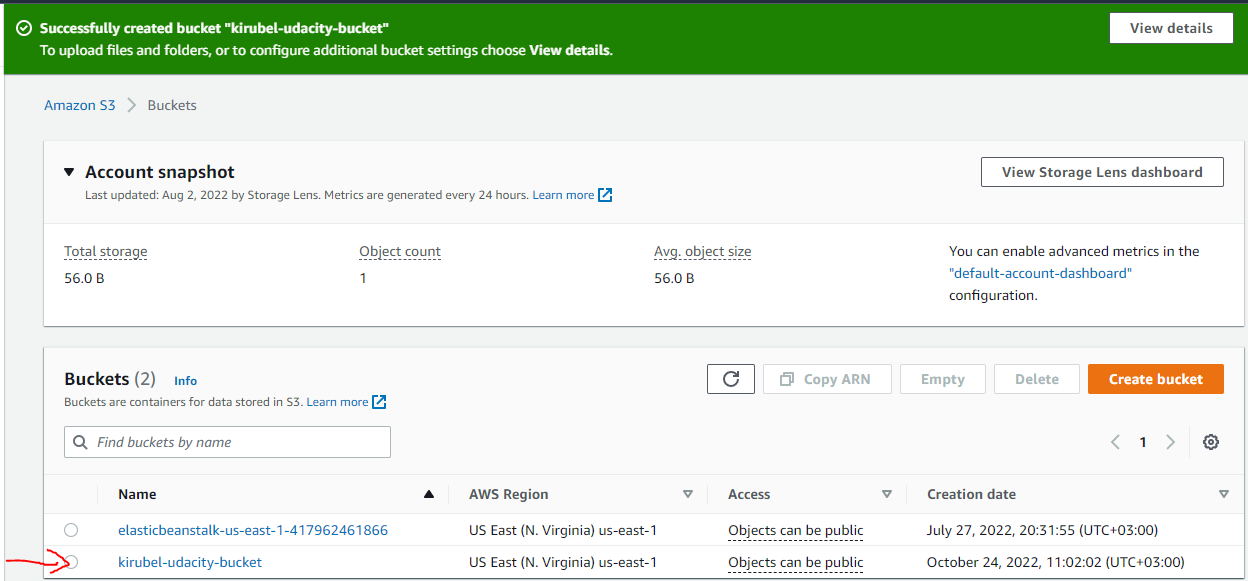 Successfully created bucket "kirubel-udacity-bucket"
View details
To upload files and folders, or to configure additional bucket settings choose View details.
Amazon S3 > Buckets
Account snapshot
View Storage Lens dashboard
Last updated: Aug 2, 2022 by Storage Lens. Metrics are generated every 24 hours. Learn more
Total storage
56.0 B
Object count
1
Avg. object size
56.0 B
You can enable advanced metrics in the
"default-account-dashboard"
configuration.
Buckets (2) Info
Copy ARN Empty Delete Create bucket
Buckets are containers for data stored in S3. Learn more
Find buckets by name
1
Name AWS Region Access Creation date
elasticbeanstalk-us-east-1-417962461866 US East (N. Virginia) us-east-1 Objects can be public July 27, 2022, 20:31:55 (UTC+03:00)
kirubel-udacity-bucket US East (N. Virginia) us-east-1 Objects can be public October 24, 2022, 11:02:02 (UTC+03:00)